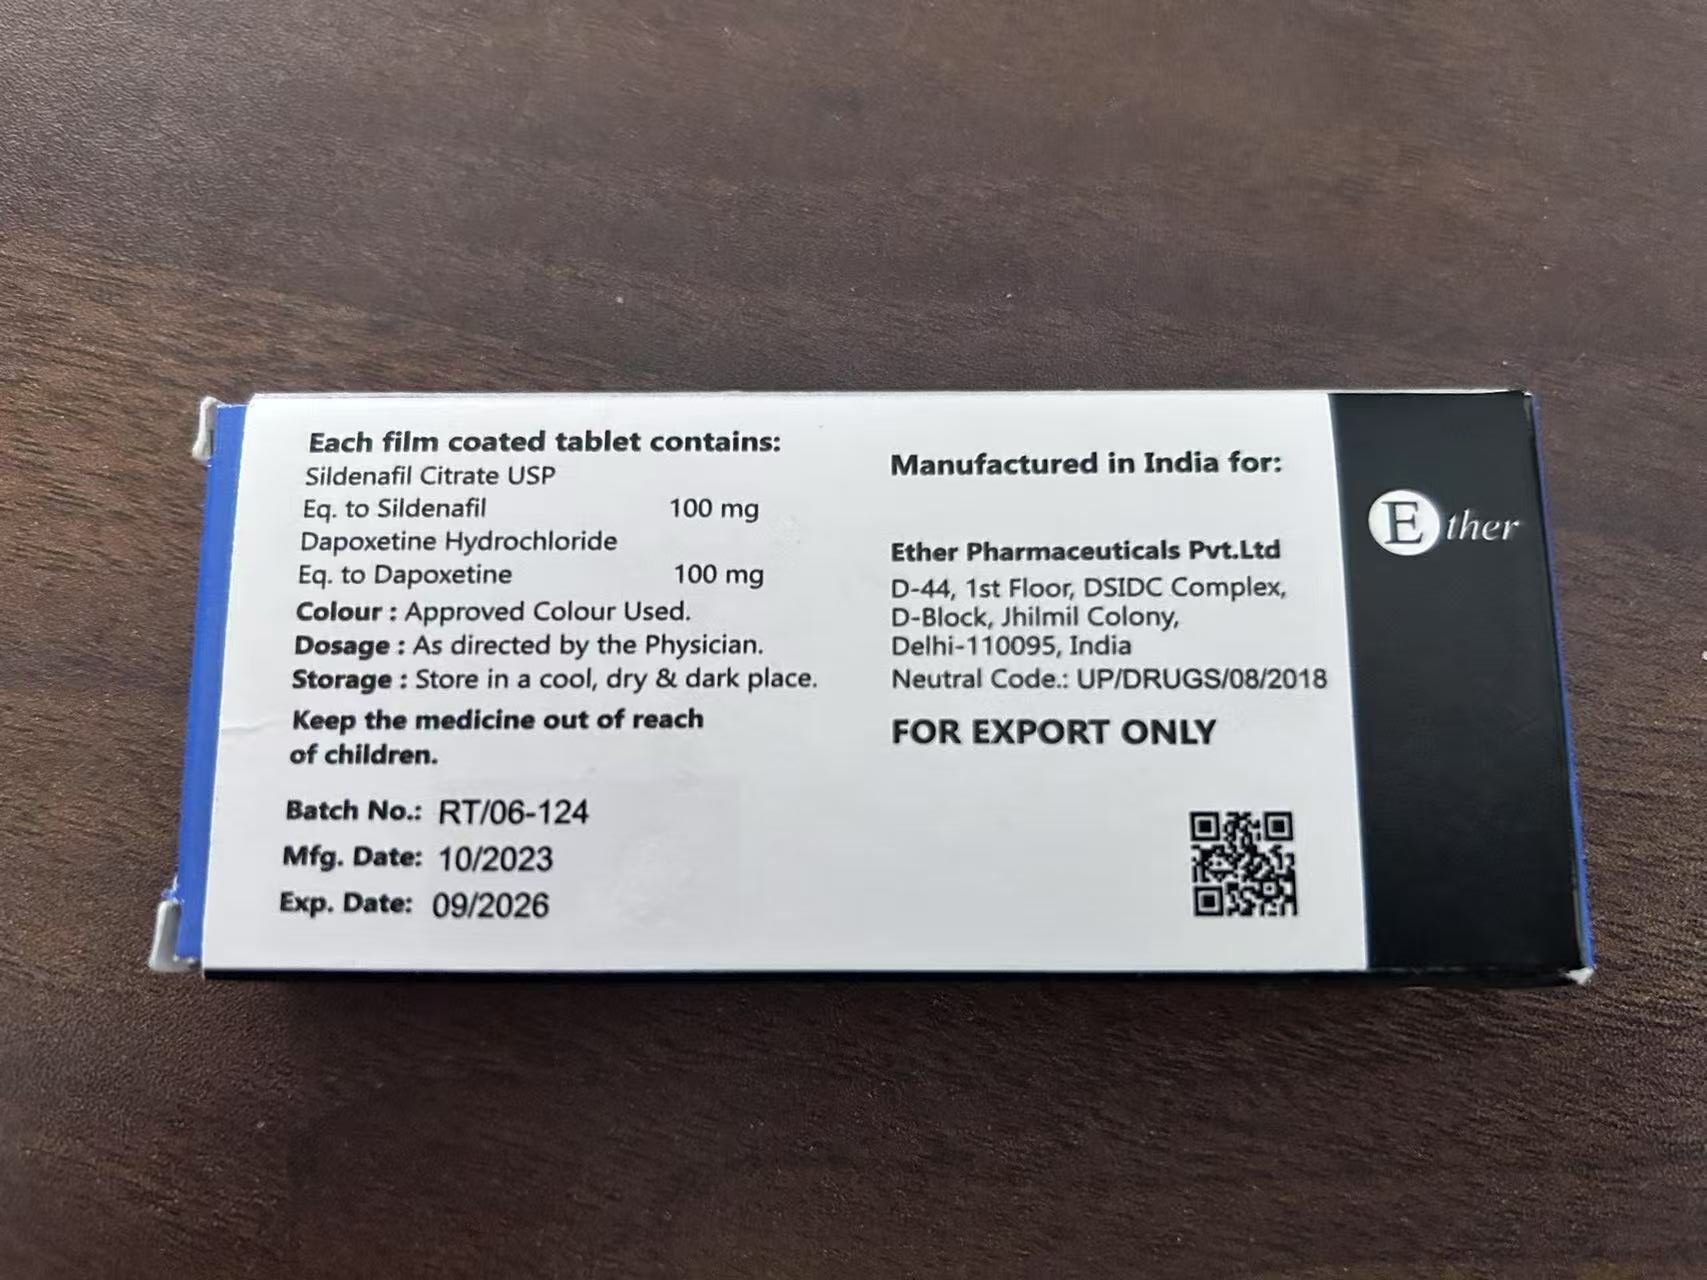 Each film coated tablet contains:
Sildenafil Citrate USP
Eq. to Sildenafil 100 mg
Dapoxetine Hydrochloride
Eq. to Dapoxetine 100 mg
Colour : Approved Colour Used.
Dosage : As directed by the Physician.
Storage : Store in a cool, dry & dark place.
Keep the medicine out of reach
of children.
Batch No.: RT/06-124
Mfg. Date: 10/2023
Exp. Date: 09/2026
Manufactured in India for:
Ether Pharmaceuticals Pvt.Ltd
D-44, 1st Floor, DSIDC Complex,
D-Block, Jhilmil Colony,
Delhi-110095, India
Neutral Code.: UP/DRUGS/08/2018
FOR EXPORT ONLY
Ether